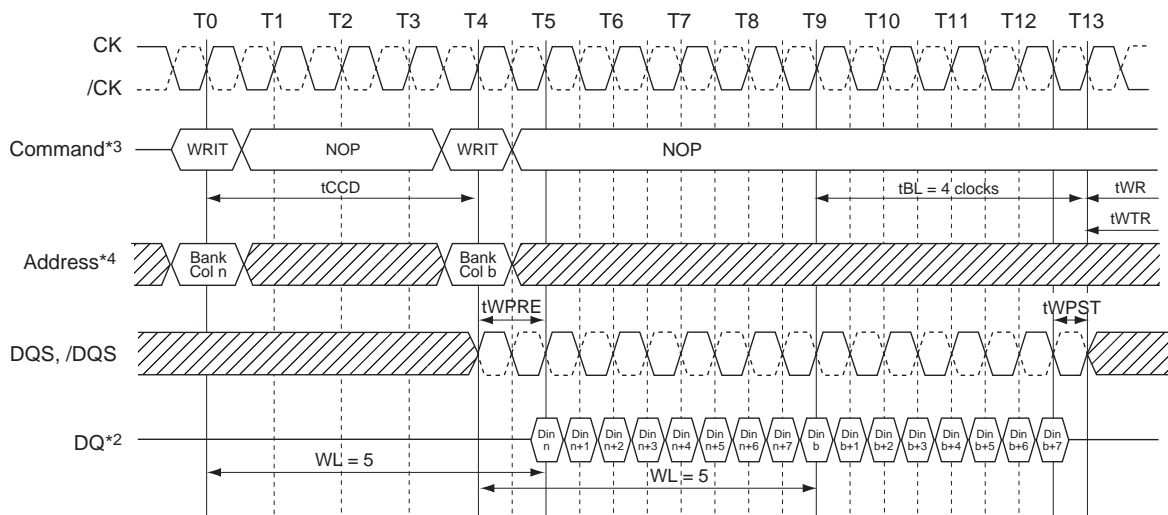 T0 T1 T2 T3 T4 T5 T6 T7 T8 T9 T10 T11 T12 T13
CK
/CK
Command*3 WRIT NOP WRIT NOP
tCCD tBL = 4 clocks tWR
tWTR
Address*4 Bank Col n Bank Col b
tWPRE tWPST
DQS, /DQS
DQ*2 Din n Din n+1 Din n+2 Din n+3 Din n+4 Din n+5 Din n+6 Din n+7 Din b Din b+1 Din b+2 Din b+3 Din b+4 Din b+5 Din b+6 Din b+7
WL = 5 WL = 5